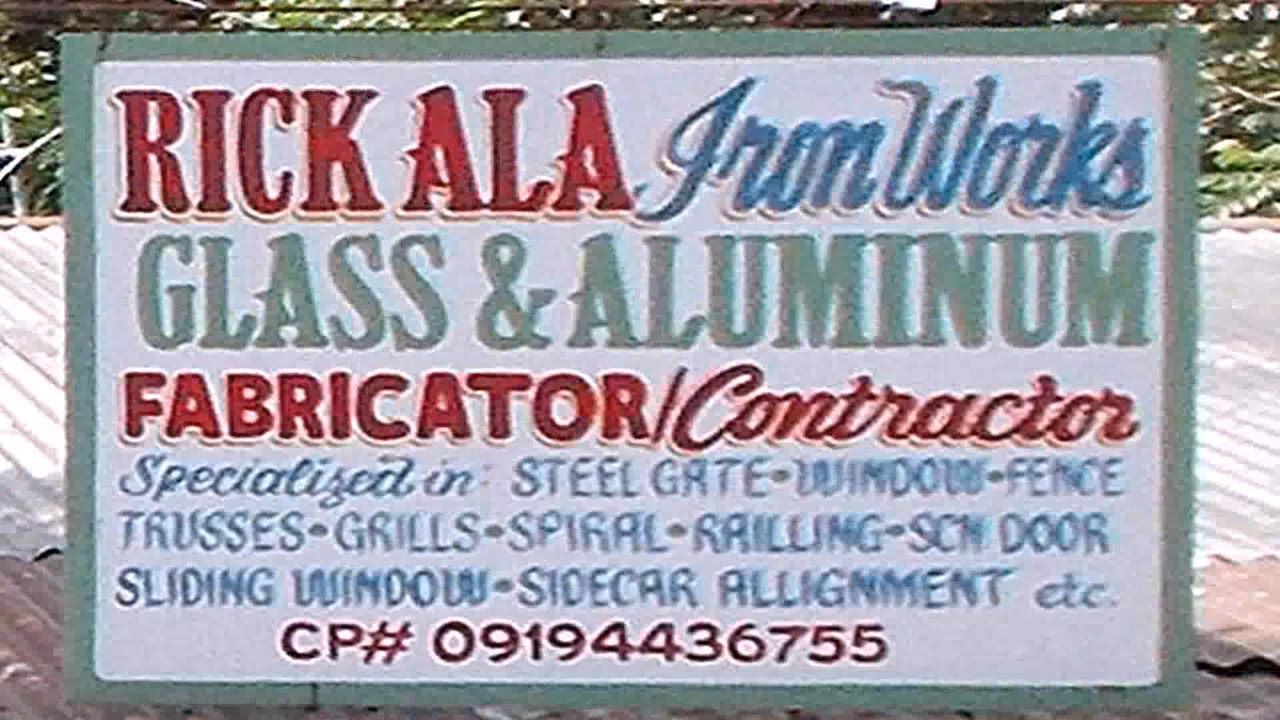 RICK ALA Iron Works
GLASS & ALUMINUM
FABRICATOR/Contractor
Specialized in: STEEL GATE•WINDOW•FENCE
TRUSSES•GRILLS•SPIRAL•RAILLING•SCN DOOR
SLIDING WINDOW•SIDECAR ALLIGNMENT etc.
CP# 09194436755